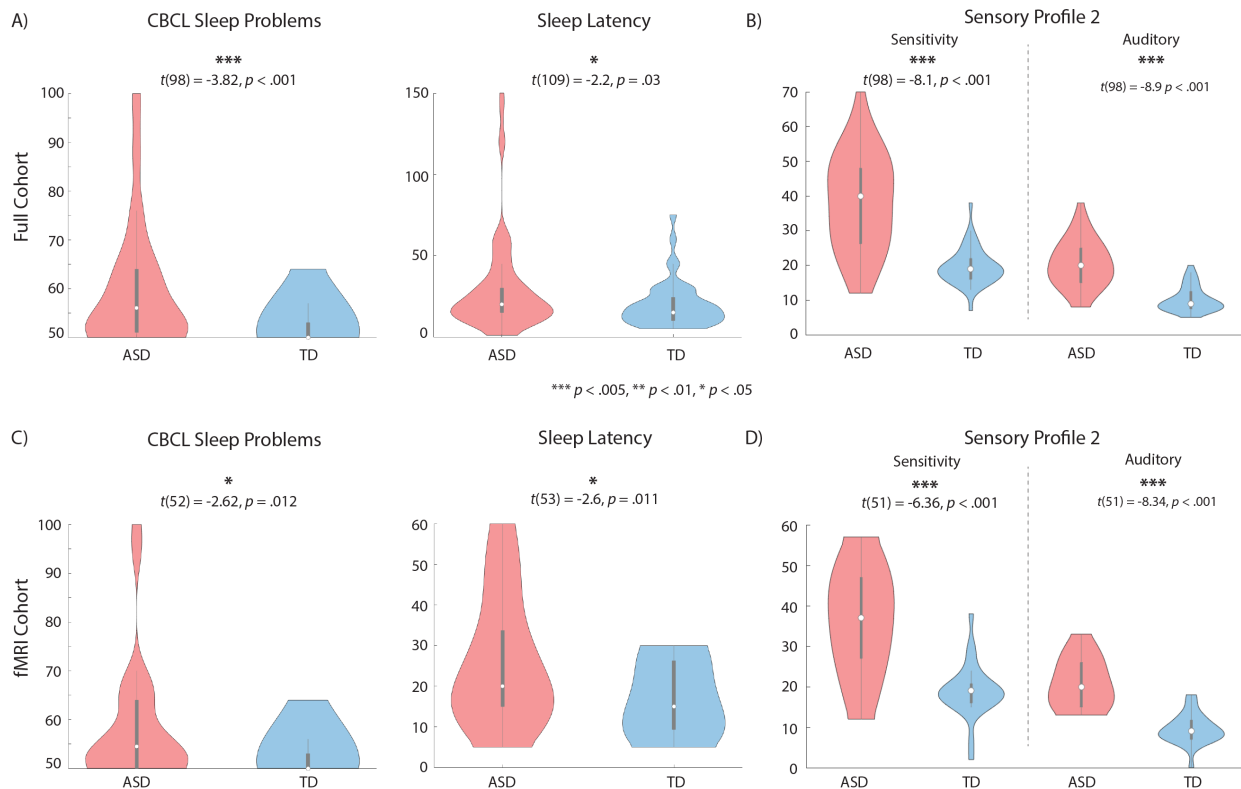 A)
CBCL Sleep Problems
***
t(98) = -3.82, p < .001
Full Cohort
100
90
80
70
60
50
ASD
TD
Sleep Latency
*
t(109) = -2.2, p = .03
150
100
150
50
0
ASD
TD
B)
Sensory Profile 2
Sensitivity
***
t(98) = -8.1, p < .001
Auditory
***
t(98) = -8.9 p < .001
70
60
50
40
30
20
10
0
ASD
TD
ASD
TD
*** p < .005, ** p < .01, * p < .05
C)
CBCL Sleep Problems
*
t(52) = -2.62, p = .012
fMRI Cohort
100
90
80
70
60
50
ASD
TD
Sleep Latency
*
t(53) = -2.6, p = .011
60
50
40
30
20
10
0
ASD
TD
D)
Sensory Profile 2
Sensitivity
***
t(51) = -6.36, p < .001
Auditory
***
t(51) = -8.34, p < .001
60
50
40
30
20
10
0
ASD
TD
ASD
TD